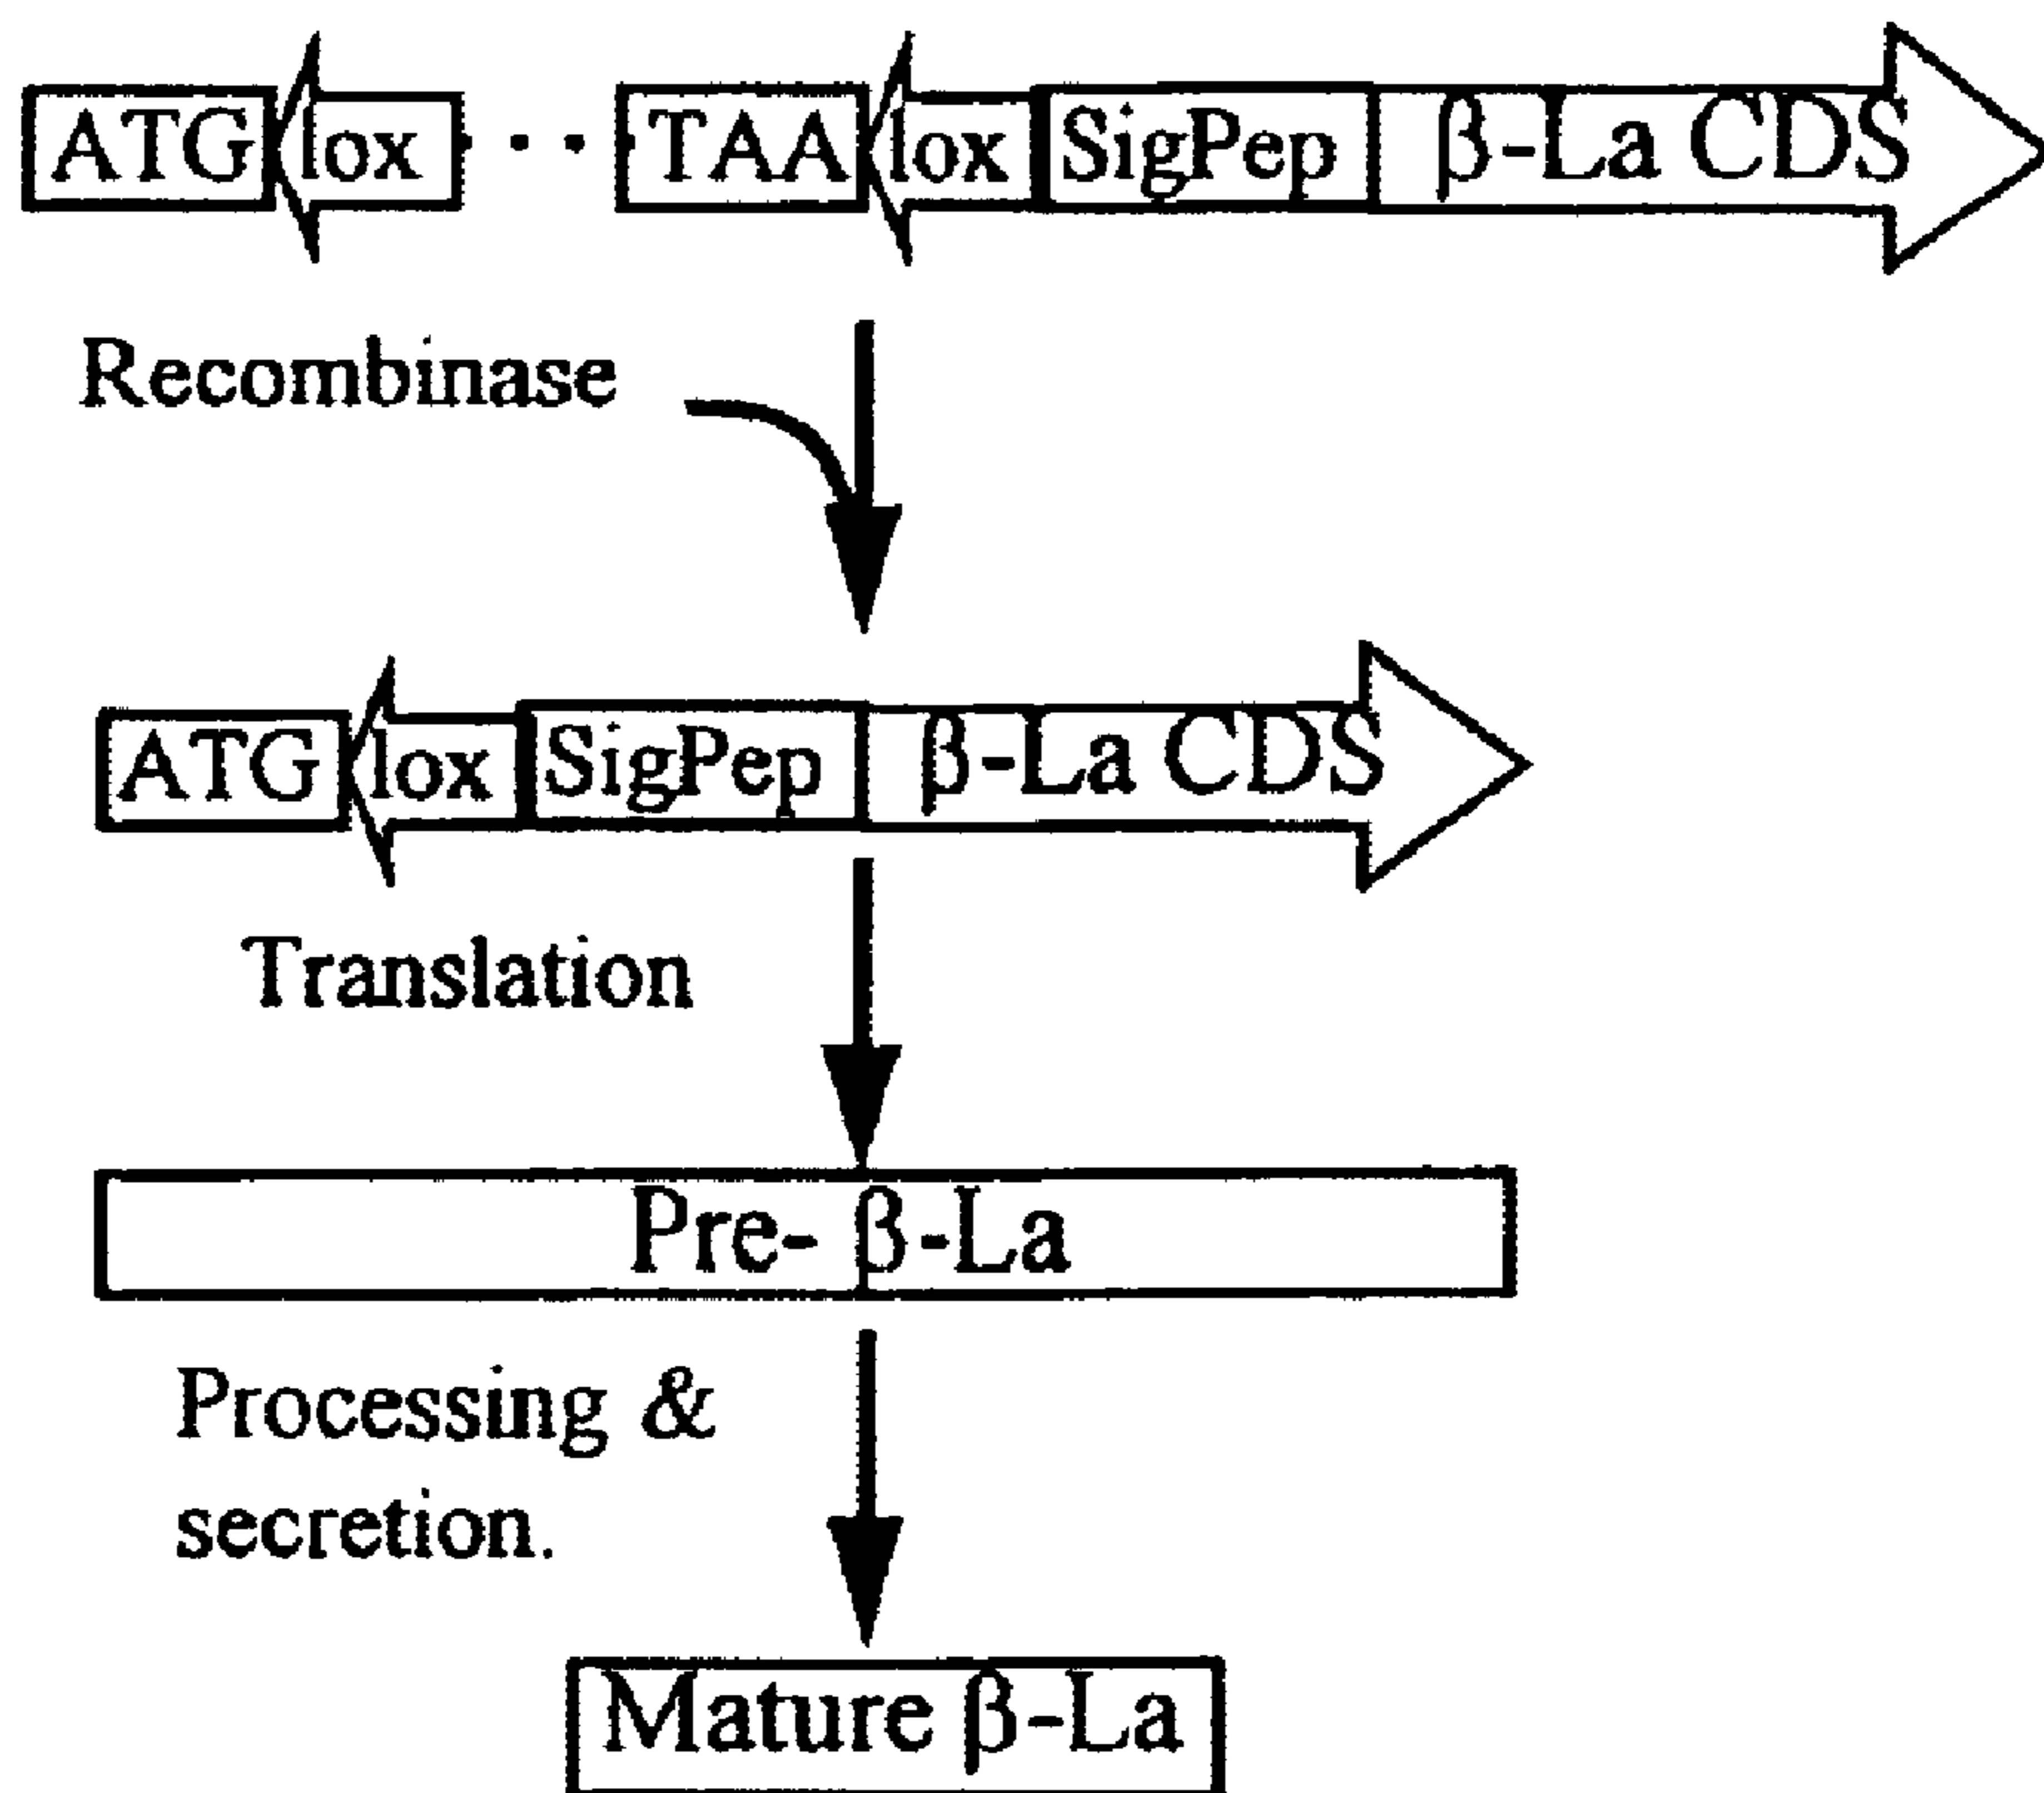 ATG lox · · · TAA lox SigPep β-La CDS
Recombinase
ATG lox SigPep β-La CDS
Translation
Pre- β-La
Processing &
secretion.
Mature β-La